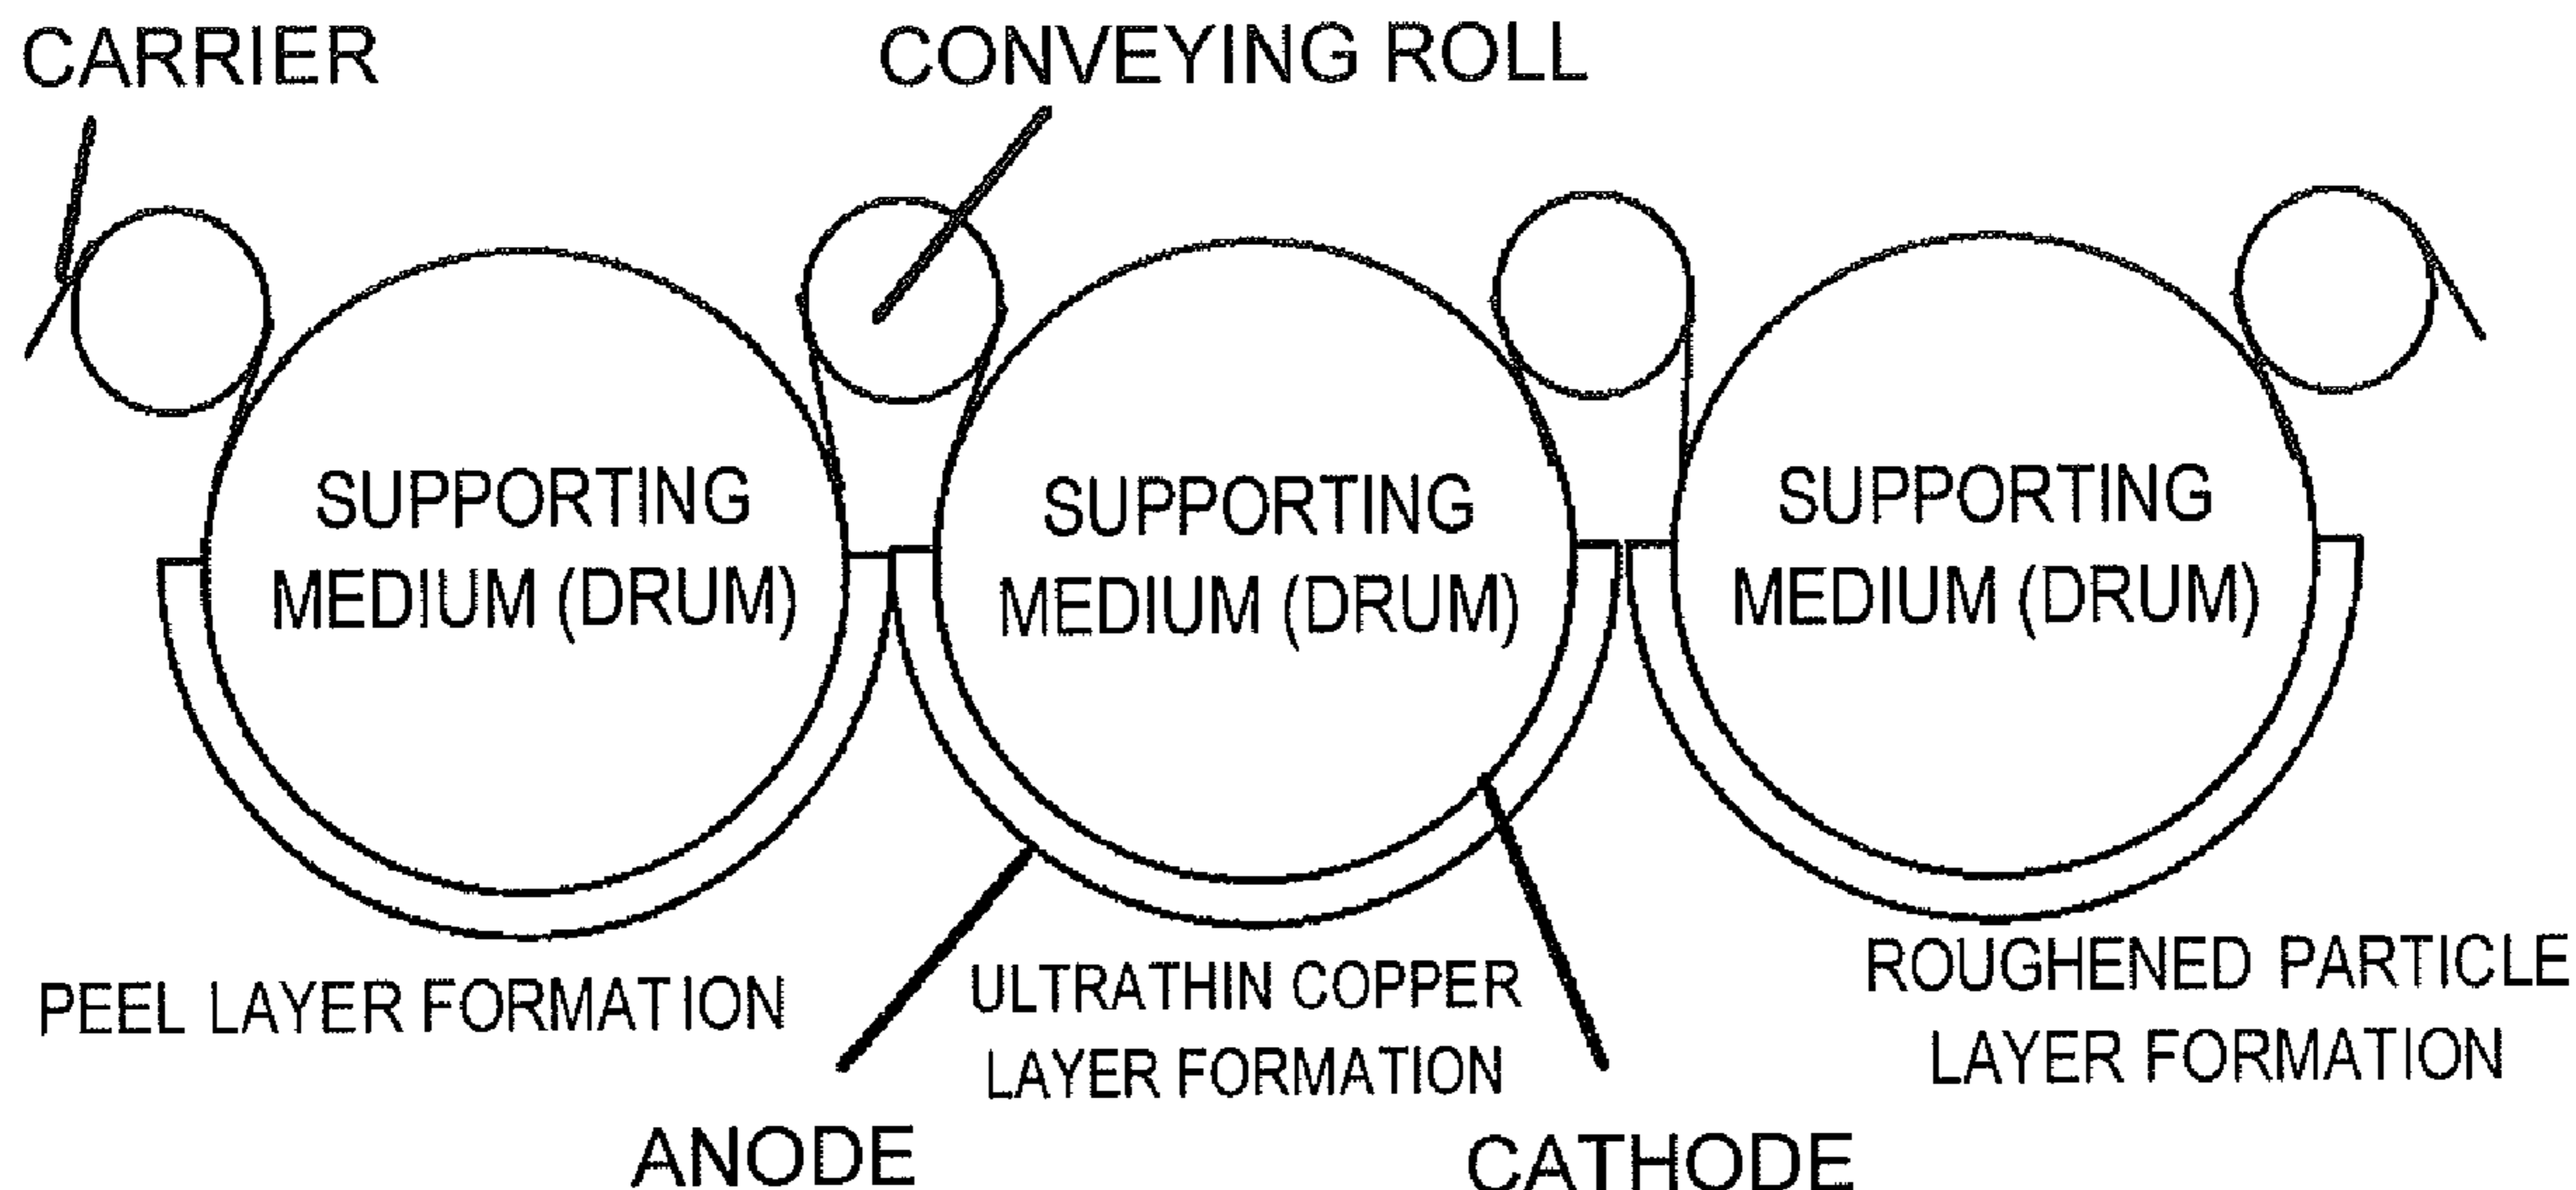 CARRIER
CONVEYING ROLL
SUPPORTING
MEDIUM (DRUM)
SUPPORTING
MEDIUM (DRUM)
SUPPORTING
MEDIUM (DRUM)
PEEL LAYER FORMATION
ULTRATHIN COPPER
LAYER FORMATION
ROUGHENED PARTICLE
LAYER FORMATION
ANODE
CATHODE